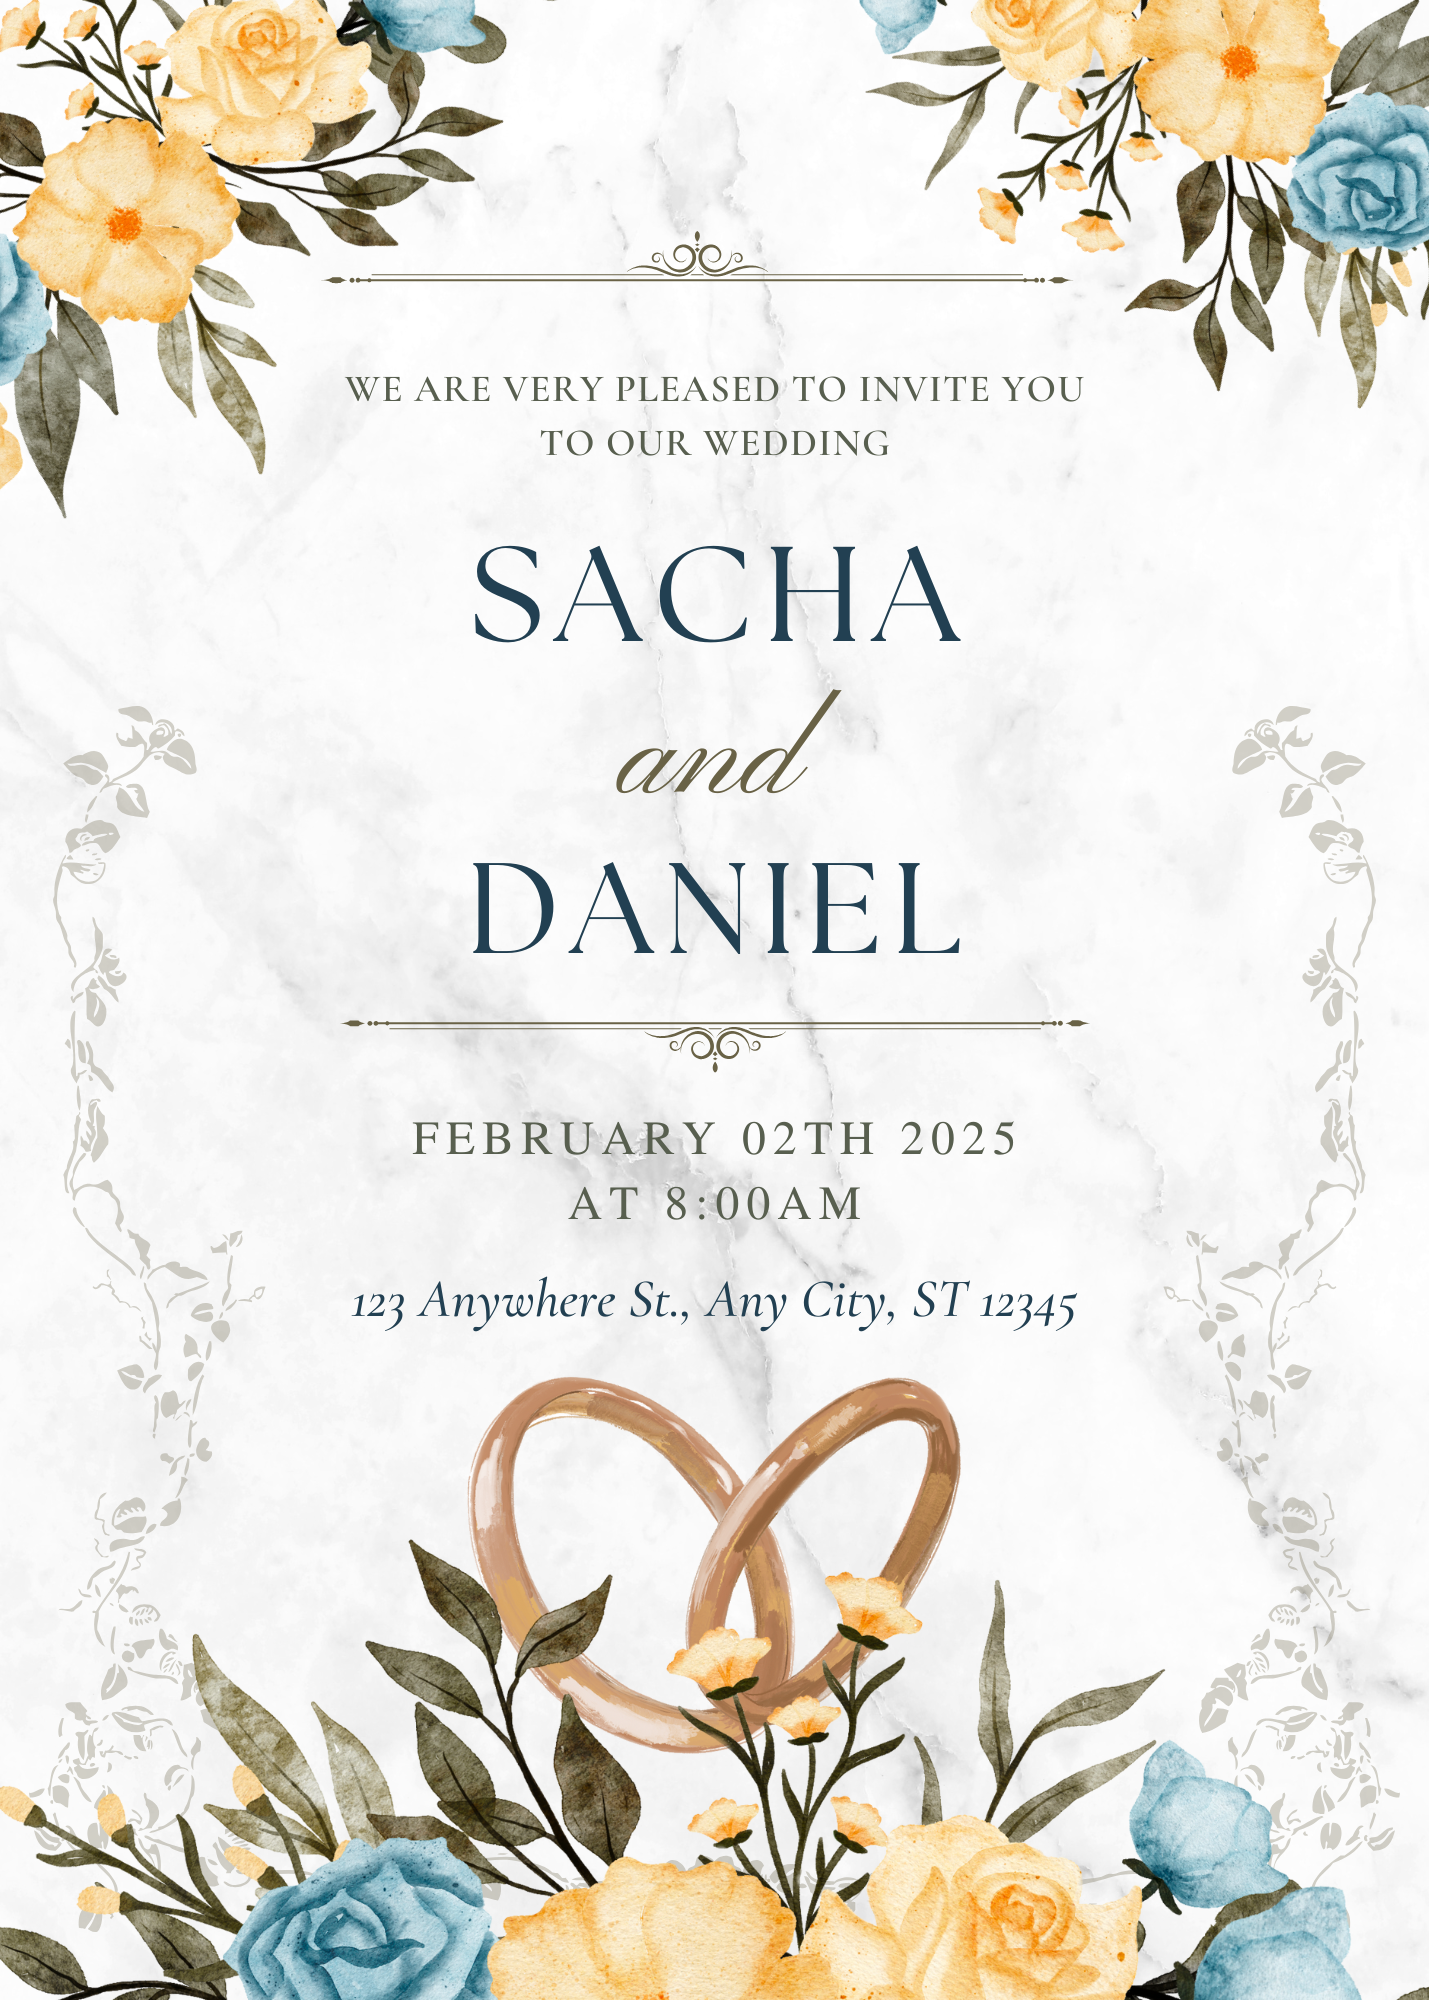 WE ARE VERY PLEASED TO INVITE YOU
TO OUR WEDDING
SACHA
and
DANIEL
FEBRUARY 02TH 2025
AT 8:00AM
123 Anywhere St., Any City, ST 12345